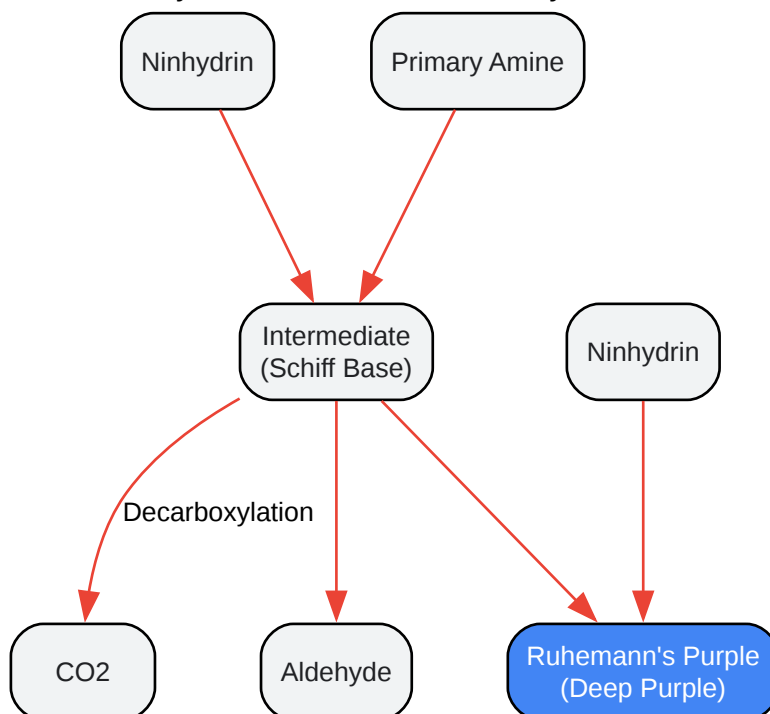 Ninhydrin
Primary Amine
Intermediate
(Schiff Base)
Ninhydrin
Decarboxylation
CO2
Aldehyde
Ruhemann's Purple
(Deep Purple)